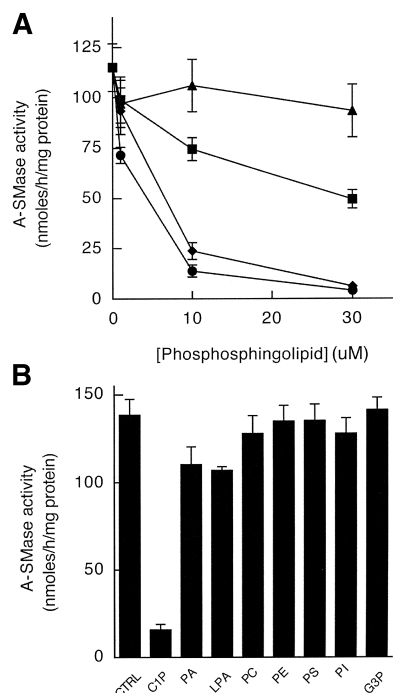 A
A-SMase activity
(nmoles/h/mg protein)
125
100
75
50
25
0
0
10
20
30
[Phosphosphingolipid] (uM)
B
A-SMase activity
(nmoles/h/mg protein)
150
100
50
0
CTRL
C1P
PA
LPA
PC
PE
PS
PI
G3P